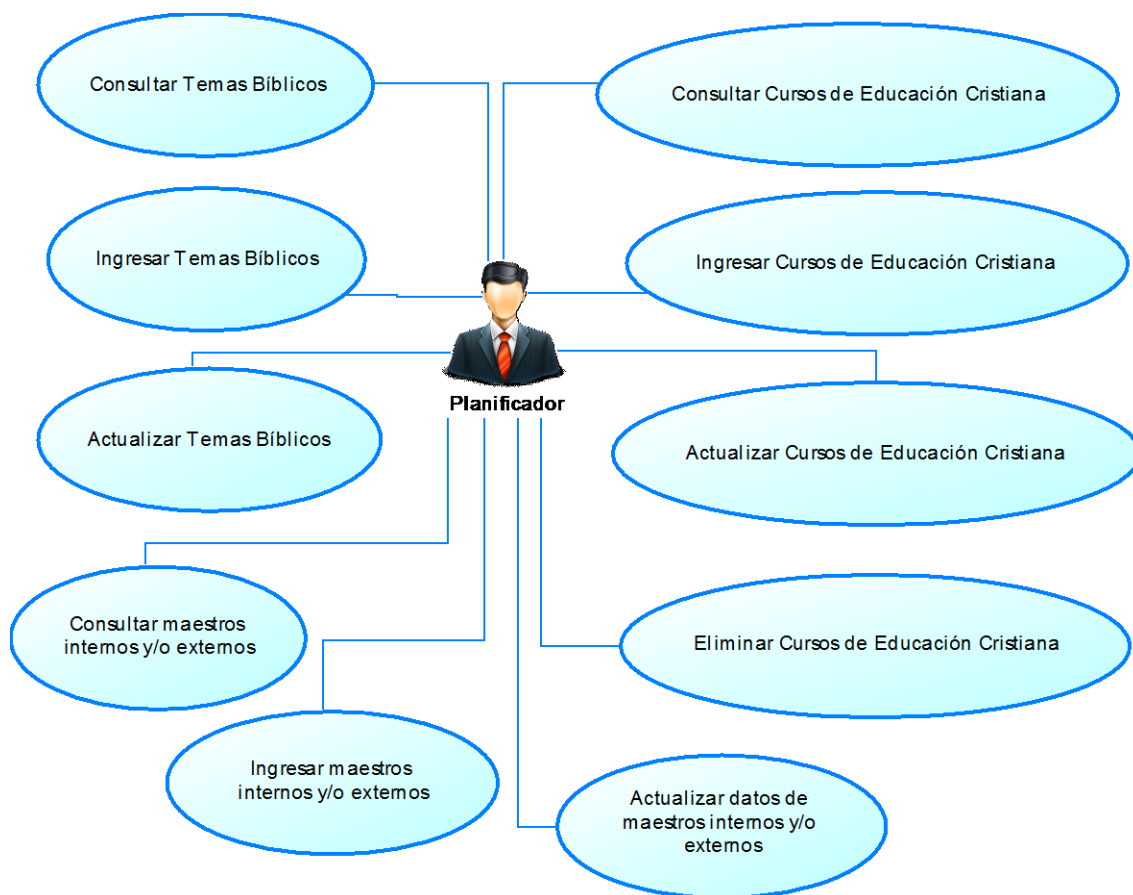 Consultar Temas Bíblicos
Consultar Cursos de Educación Cristiana
Ingresar Temas Bíblicos
Ingresar Cursos de Educación Cristiana
Planificador
Actualizar Temas Bíblicos
Actualizar Cursos de Educación Cristiana
Consultar maestros
internos y/o externos
Eliminar Cursos de Educación Cristiana
Ingresar maestros
internos y/o externos
Actualizar datos de
maestros internos y/o
externos